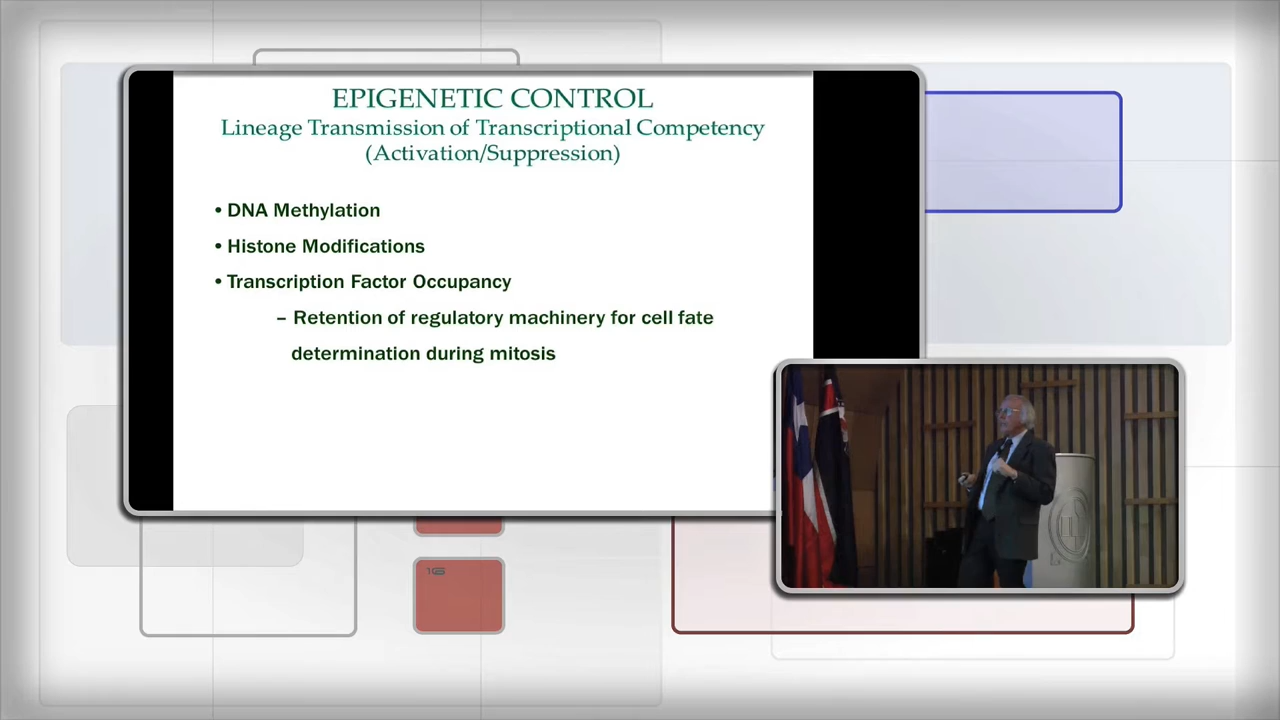 EPIGENETIC CONTROL
Lineage Transmission of Transcriptional Competency
(Activation/Suppression)
• DNA Methylation
• Histone Modifications
• Transcription Factor Occupancy
– Retention of regulatory machinery for cell fate
determination during mitosis
16